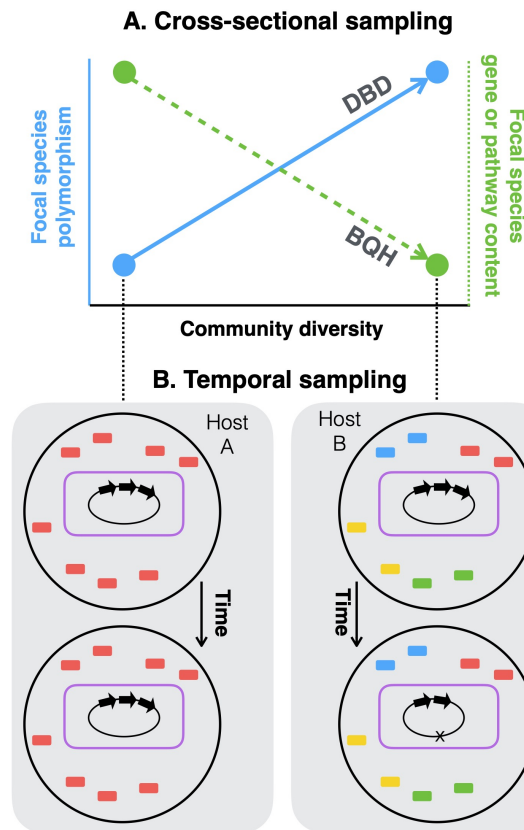 A. Cross-sectional sampling
Focal species
polymorphism
DBD
BQH
Focal species
gene or pathway content
Community diversity
B. Temporal sampling
Host
A
Host
B
Time
Time
x